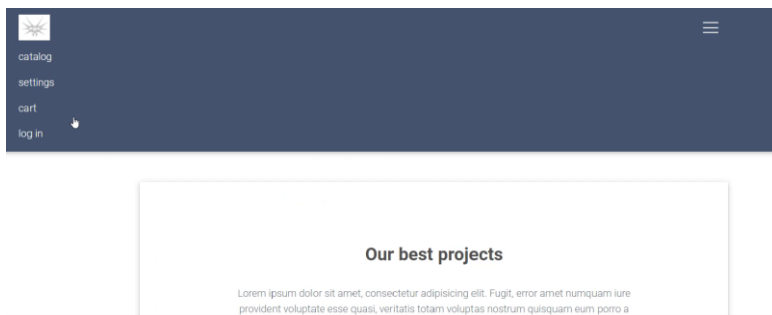 catalog
settings
cart
log in
Our best projects
Lorem ipsum dolor sit amet, consectetur adipisicing elit. Fugit, error amet numquam iure
provident voluptate esse quasi, veritatis totam voluptas nostrum quisquam eum porro a